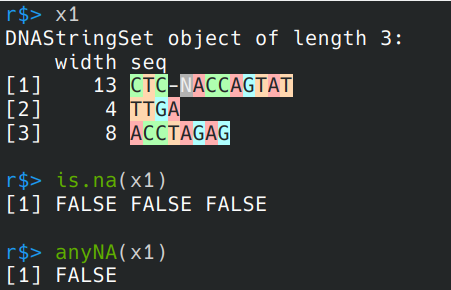 r$> x1
DNAStringSet object of length 3:
    width seq
[1]    13 CTC-NACCAGTAT
[2]     4 TTGA
[3]     8 ACCTAGAG
r$> is.na(x1)
[1] FALSE FALSE FALSE
r$> anyNA(x1)
[1] FALSE